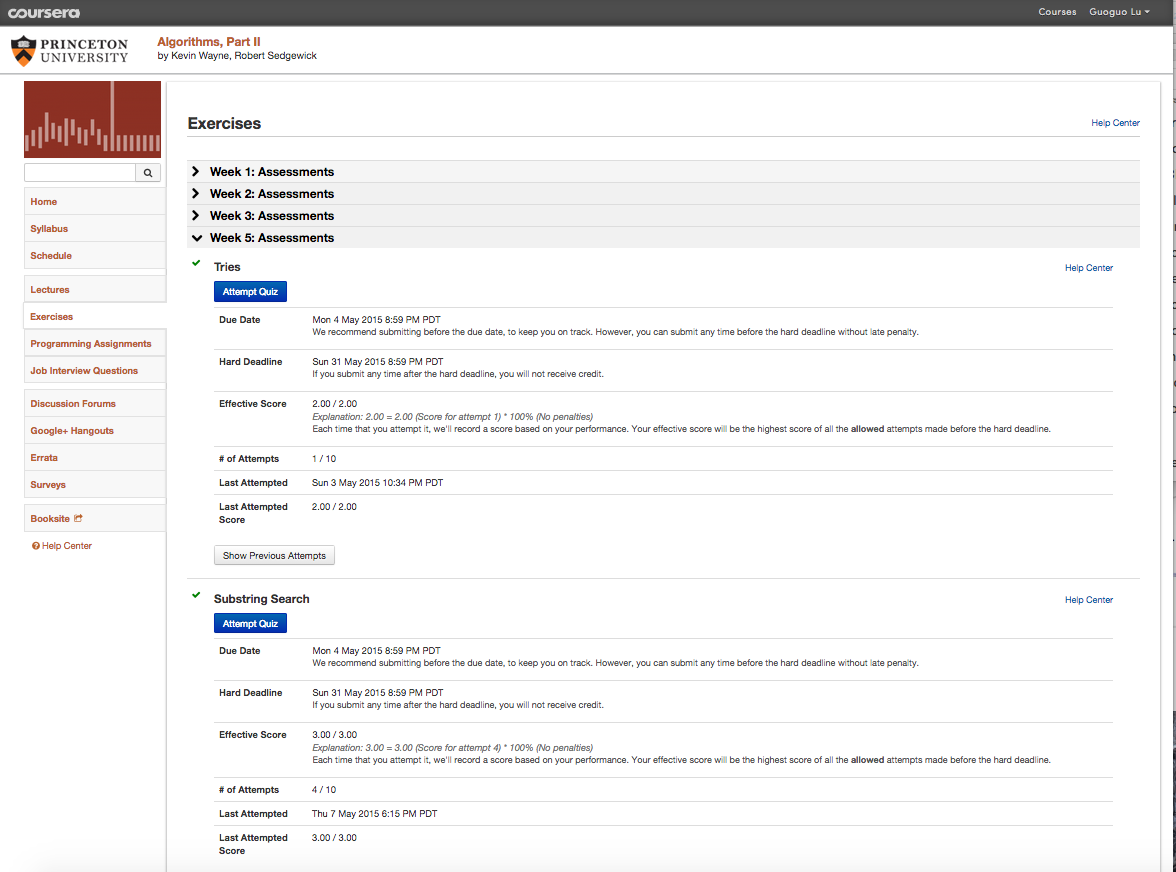 coursera
Courses Guoguo Lu
PRINCETON
UNIVERSITY
Algorithms, Part II
by Kevin Wayne, Robert Sedgewick
Home
Syllabus
Schedule
Lectures
Exercises
Programming Assignments
Job Interview Questions
Discussion Forums
Google+ Hangouts
Errata
Surveys
Booksite
Help Center
Exercises
Help Center
Week 1: Assessments
Week 2: Assessments
Week 3: Assessments
Week 5: Assessments
Tries
Help Center
Attempt Quiz
Due Date Mon 4 May 2015 8:59 PM PDT
We recommend submitting before the due date, to keep you on track. However, you can submit any time before the hard deadline without late penalty.
Hard Deadline Sun 31 May 2015 8:59 PM PDT
If you submit any time after the hard deadline, you will not receive credit.
Effective Score 2.00 / 2.00
Explanation: 2.00 = 2.00 (Score for attempt 1) * 100% (No penalties)
Each time that you attempt it, we'll record a score based on your performance. Your effective score will be the highest score of all the allowed attempts made before the hard deadline.
# of Attempts 1 / 10
Last Attempted Sun 3 May 2015 10:34 PM PDT
Last Attempted 2.00 / 2.00
Score
Show Previous Attempts
Substring Search
Help Center
Attempt Quiz
Due Date Mon 4 May 2015 8:59 PM PDT
We recommend submitting before the due date, to keep you on track. However, you can submit any time before the hard deadline without late penalty.
Hard Deadline Sun 31 May 2015 8:59 PM PDT
If you submit any time after the hard deadline, you will not receive credit.
Effective Score 3.00 / 3.00
Explanation: 3.00 = 3.00 (Score for attempt 4) * 100% (No penalties)
Each time that you attempt it, we'll record a score based on your performance. Your effective score will be the highest score of all the allowed attempts made before the hard deadline.
# of Attempts 4 / 10
Last Attempted Thu 7 May 2015 6:15 PM PDT
Last Attempted 3.00 / 3.00
Score